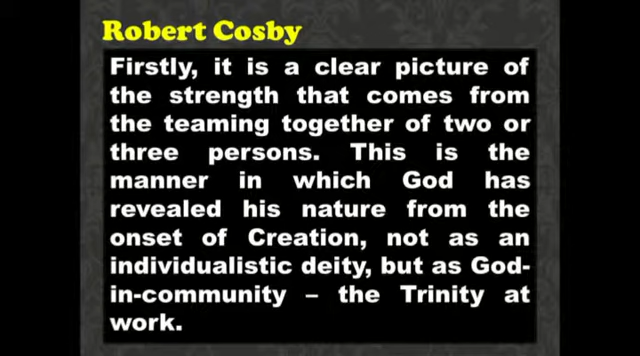 Robert Cosby
Firstly, it is a clear picture of
the strength that comes from
the teaming together of two or
three persons. This is the
manner in which God has
revealed his nature from the
onset of Creation, not as an
individualistic deity, but as God-
in-community – the Trinity at
work.